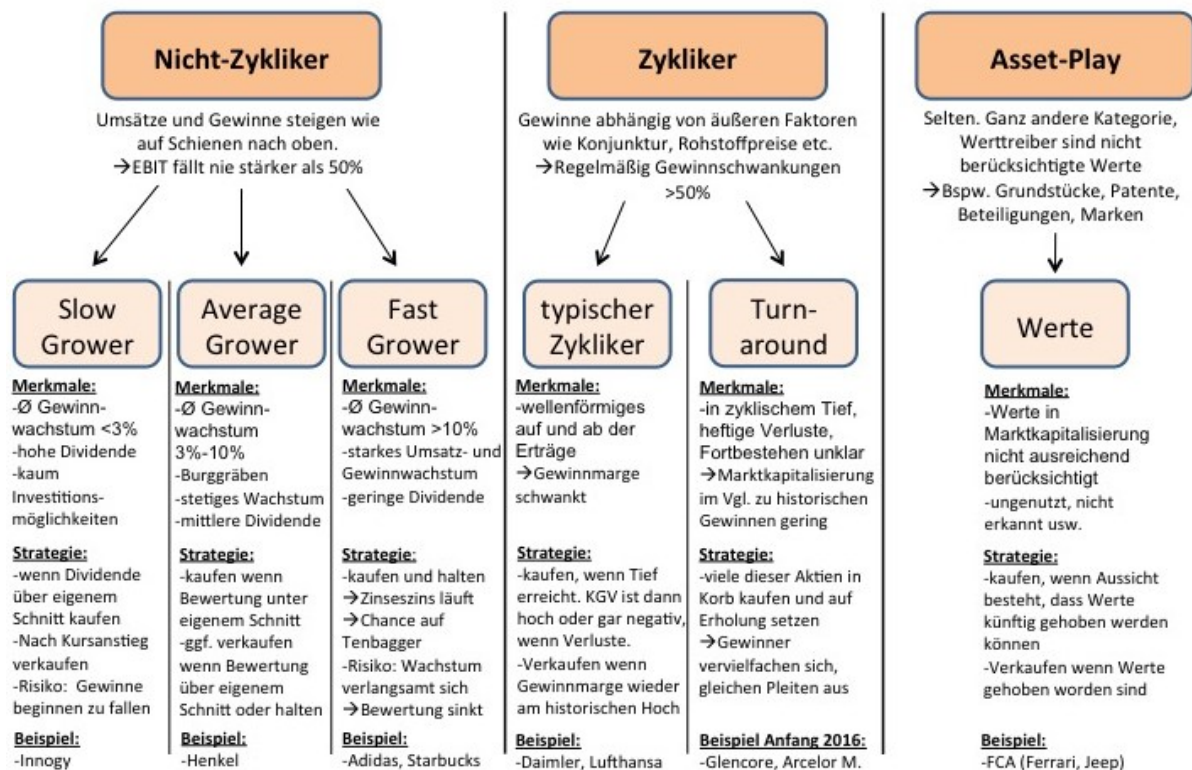 Nicht-Zykliker
Umsätze und Gewinne steigen wie
auf Schienen nach oben.
→EBIT fällt nie stärker als 50%
Slow
Grower
Merkmale:
-Ø Gewinn-
wachstum <3%
-hohe Dividende
-kaum
Investitions-
möglichkeiten
Strategie:
-wenn Dividende
über eigenem
Schnitt kaufen
-Nach Kursanstieg
verkaufen
-Risiko: Gewinne
beginnen zu fallen
Beispiel:
-Innogy
Average
Grower
Merkmale:
-Ø Gewinn-
wachstum
3%-10%
-Burggräben
-stetiges Wachstum
-mittlere Dividende
Strategie:
-kaufen wenn
Bewertung unter
eigenem Schnitt
-ggf. verkaufen
wenn Bewertung
über eigenem
Schnitt oder halten
Beispiel:
-Henkel
Fast
Grower
Merkmale:
-Ø Gewinn-
wachstum >10%
-starkes Umsatz- und
Gewinnwachstum
-geringe Dividende
Strategie:
-kaufen und halten
→Zinseszins läuft
→Chance auf
Tenbagger
-Risiko: Wachstum
verlangsamt sich
→Bewertung sinkt
Beispiel:
-Adidas, Starbucks
Zykliker
Gewinne abhängig von äußeren Faktoren
wie Konjunktur, Rohstoffpreise etc.
→Regelmäßig Gewinnschwankungen
>50%
typischer
Zykliker
Merkmale:
-wellenförmiges
auf und ab der
Erträge
→Gewinnmarge
schwankt
Strategie:
-kaufen, wenn Tief
erreicht. KGV ist dann
hoch oder gar negativ,
wenn Verluste.
-Verkaufen wenn
Gewinnmarge wieder
am historischen Hoch
Beispiel:
-Daimler, Lufthansa
Turn-
around
Merkmale:
-in zyklischem Tief,
heftige Verluste,
Fortbestehen unklar
→Marktkapitalisierung
im Vgl. zu historischen
Gewinnen gering
Strategie:
-viele dieser Aktien in
Korb kaufen und auf
Erholung setzen
→Gewinner
vervielfachen sich,
gleichen Pleiten aus
Beispiel Anfang 2016:
-Glencore, Arcelor M.
Asset-Play
Selten. Ganz andere Kategorie,
Werttreiber sind nicht
berücksichtigte Werte
→Bspw. Grundstücke, Patente,
Beteiligungen, Marken
Werte
Merkmale:
-Werte in
Marktkapitalisierung
nicht ausreichend
berücksichtigt
-ungenutzt, nicht
erkannt usw.
Strategie:
-kaufen, wenn Aussicht
besteht, dass Werte
künftig gehoben werden
können
-Verkaufen wenn Werte
gehoben worden sind
Beispiel:
-FCA (Ferrari, Jeep)